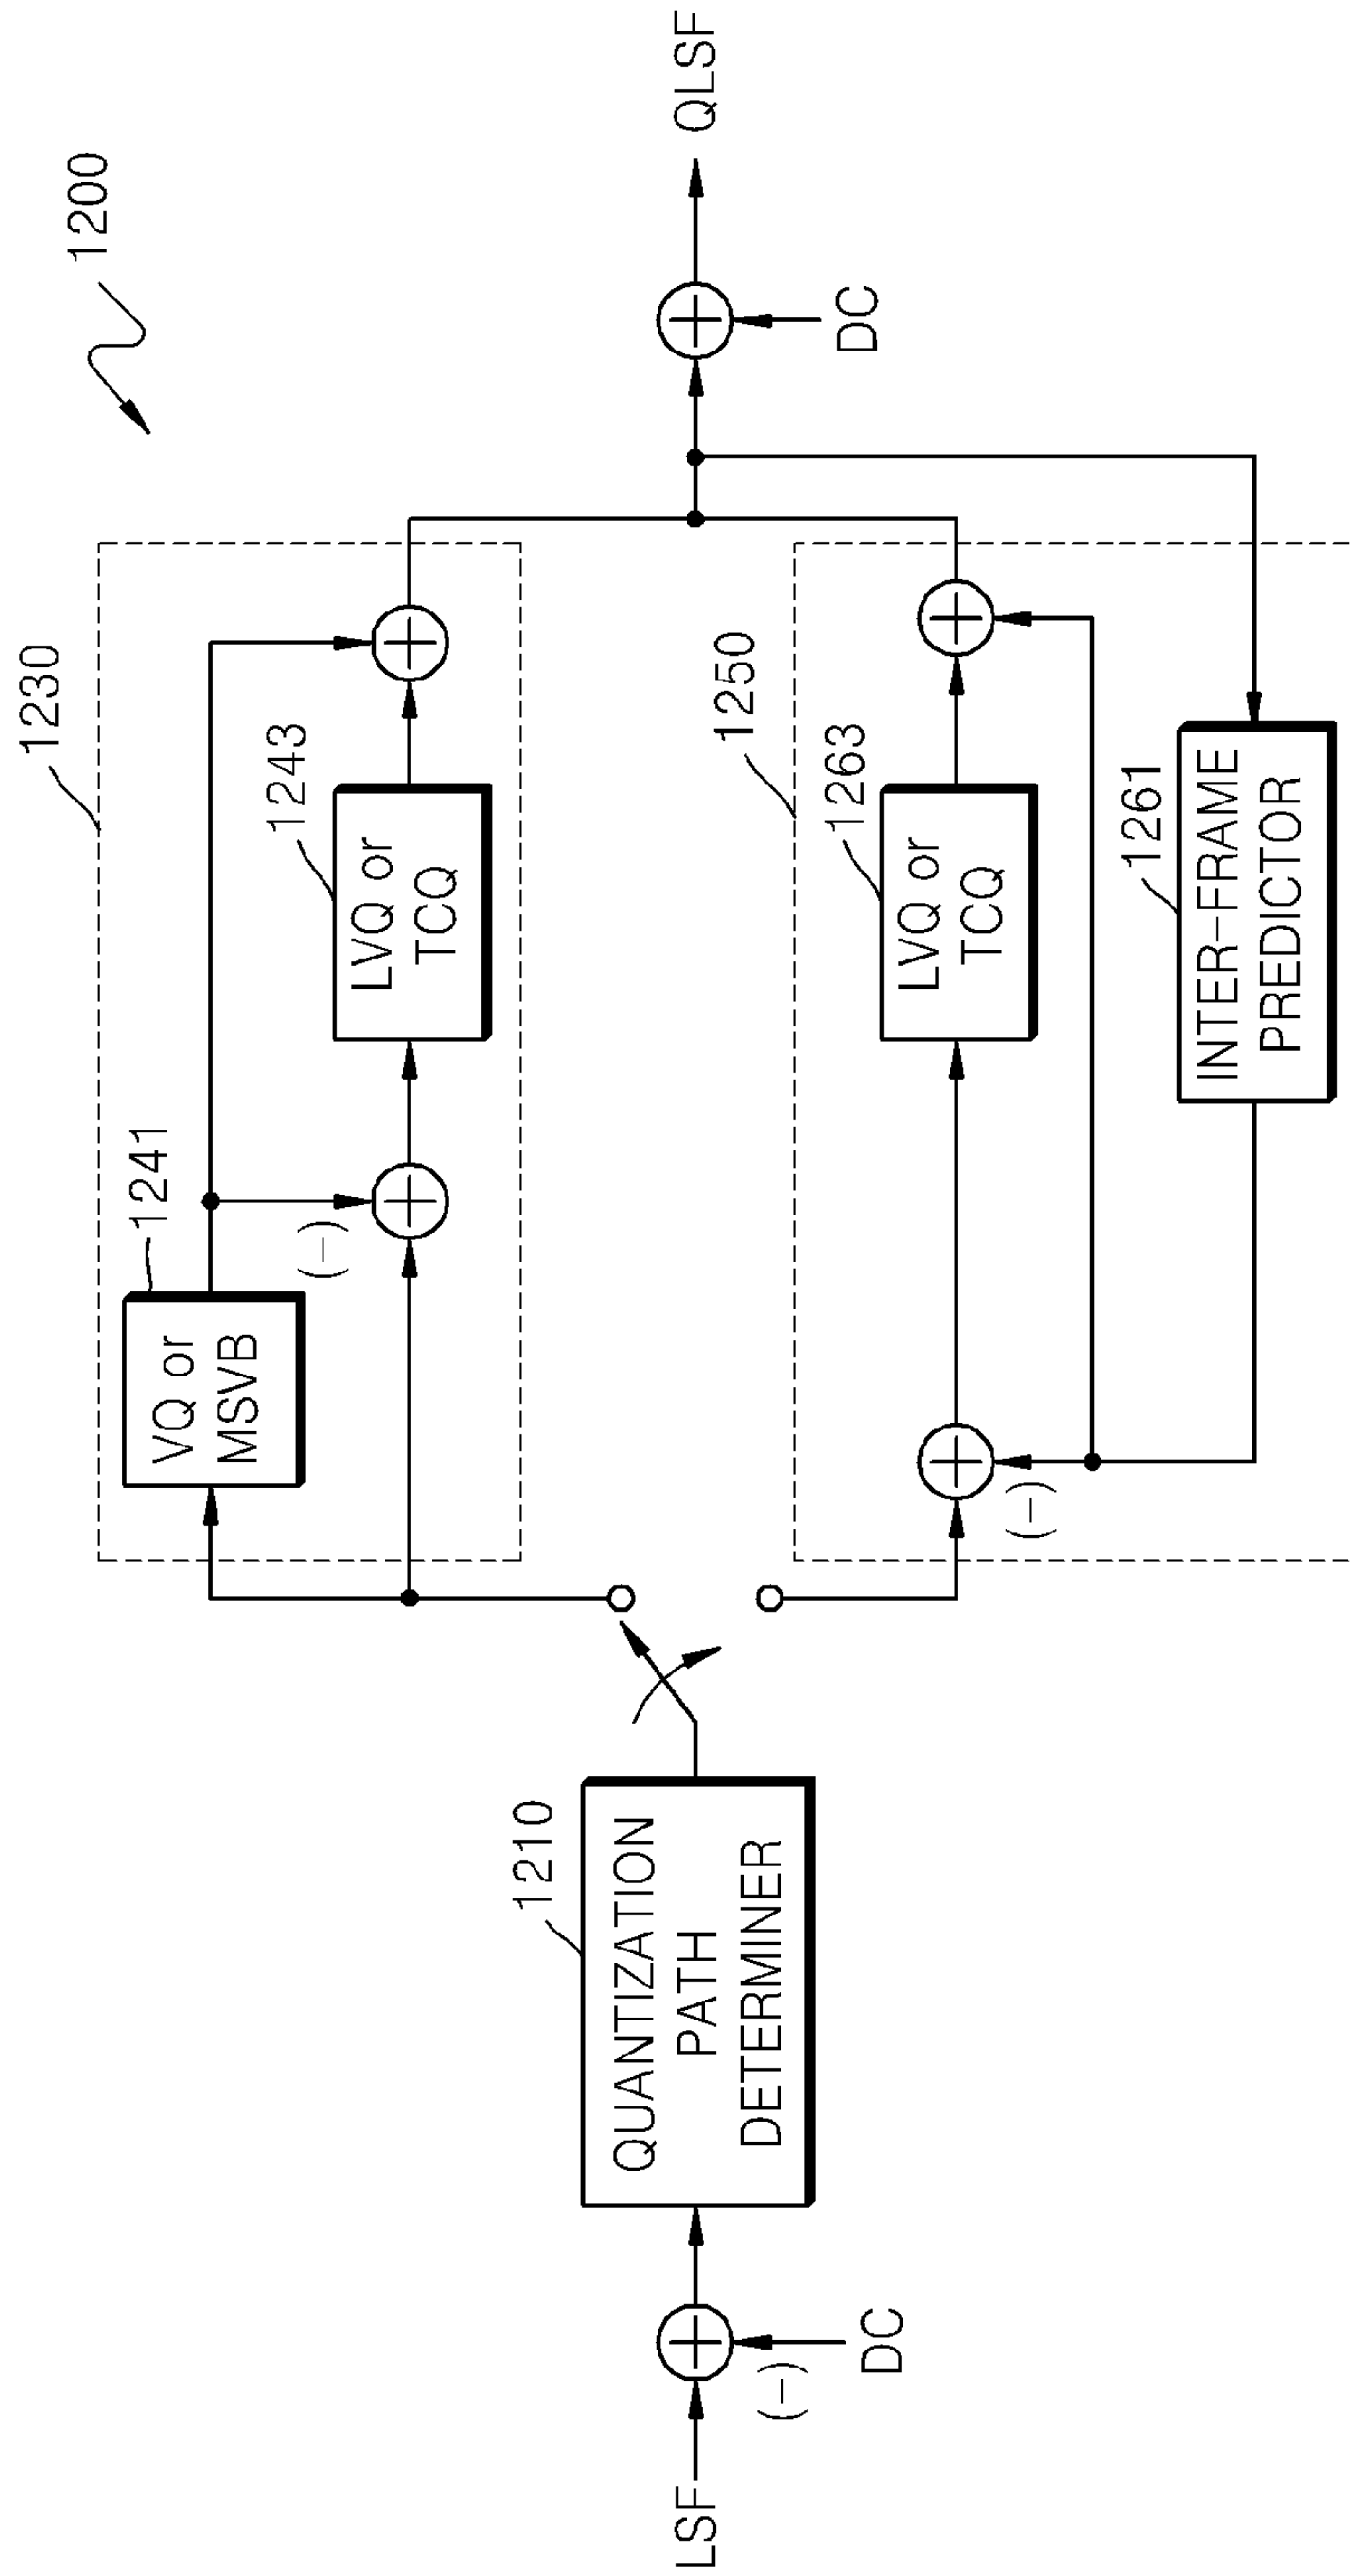 1200
1230
1241
VQ or
MSVB
(-)
1243
LVQ or
TCQ
1210
QUANTIZATION
PATH
DETERMINER
LSF
(-)
DC
QLSF
DC
1250
1263
LVQ or
TCQ
(-)
1261
INTER-FRAME
PREDICTOR